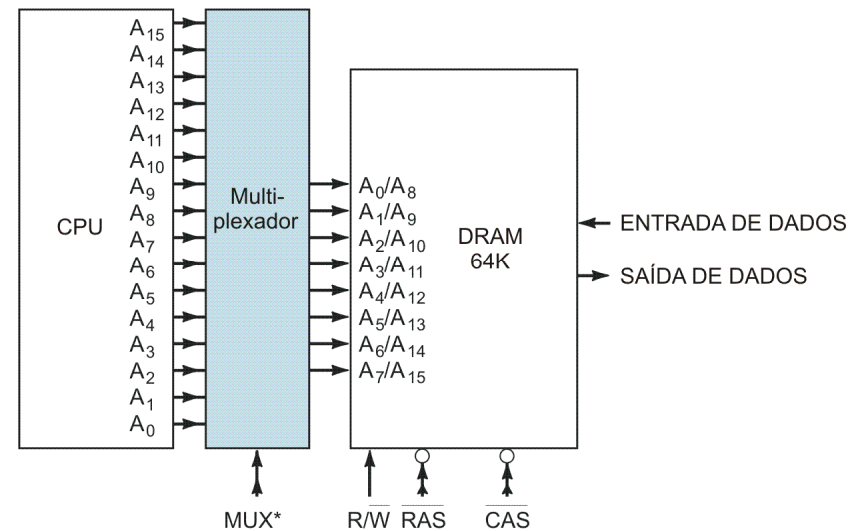 A15
A14
A13
A12
A11
A10
A9
A8
A7
A6
A5
A4
A3
A2
A1
A0
CPU
Multi-
plexador
MUX*
A0/A8
A1/A9
A2/A10
A3/A11
A4/A12
A5/A13
A6/A14
A7/A15
DRAM
64K
ENTRADA DE DADOS
SAÍDA DE DADOS
R/W̅
R̅A̅S̅
C̅A̅S̅